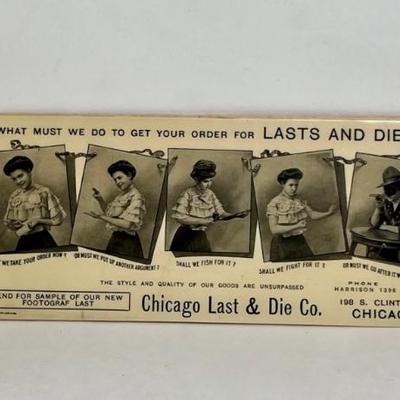 WHAT MUST WE DO TO GET YOUR ORDER FOR LASTS AND DIE
WE TAKE YOUR ORDER NOW?
OR MUST WE PUT UP ANOTHER ARGUMENT?
SHALL WE FISH FOR IT?
SHALL WE FIGHT FOR IT?
OR MUST WE GO AFTER IT
THE STYLE AND QUALITY OF OUR GOODS ARE UNSURPASSED
END FOR SAMPLE OF OUR NEW
FOOTOGRAF LAST
Chicago Last & Die Co.
PHONE
HARRISON 1396
198 S. CLINT
CHICAG